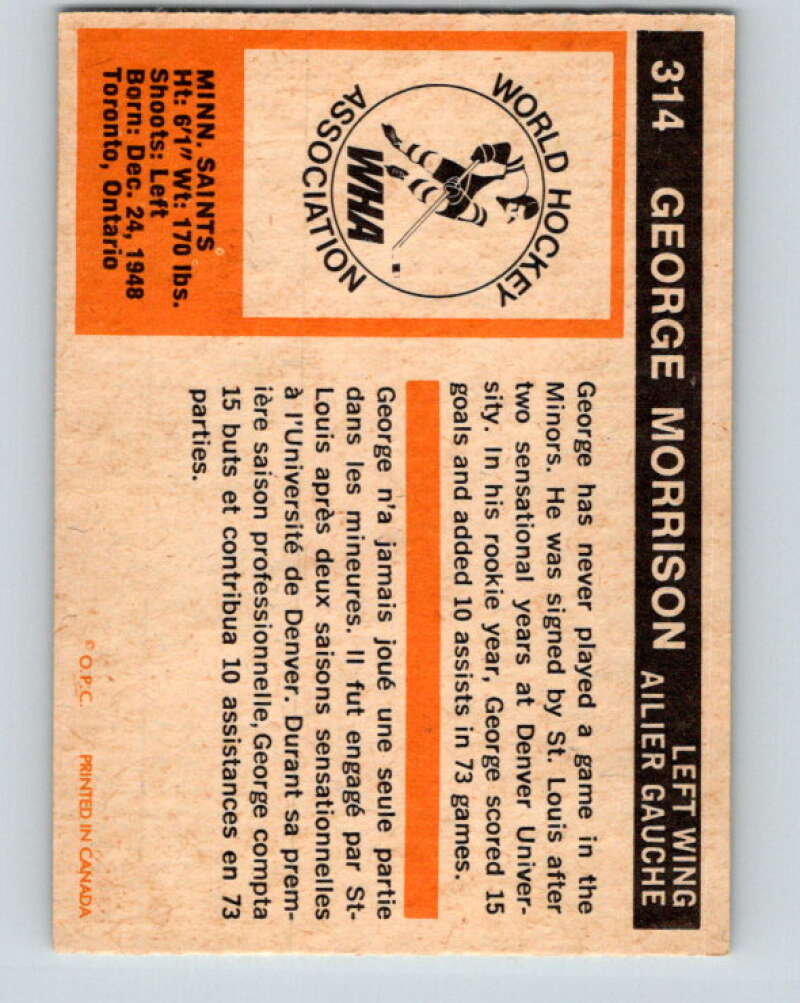 314 GEORGE MORRISON
LEFT WING
AILIER GAUCHE
WORLD HOCKEY
ASSOCIATION
WHA
MINN. SAINTS
Ht: 6'1" Wt: 170 lbs.
Shoots: Left
Born: Dec. 24, 1948
Toronto, Ontario
George has never played a game in the
Minors. He was signed by St. Louis after
two sensational years at Denver Univer-
sity. In his rookie year, George scored 15
goals and added 10 assists in 73 games.
George n'a jamais joué une seule partie
dans les mineures. Il fut engagé par St-
Louis après deux saisons sensationnelles
à l'Université de Denver. Durant sa prem-
ière saison professionnelle, George compta
15 buts et contribua 10 assistances en 73
parties.
© O.P.C. PRINTED IN CANADA